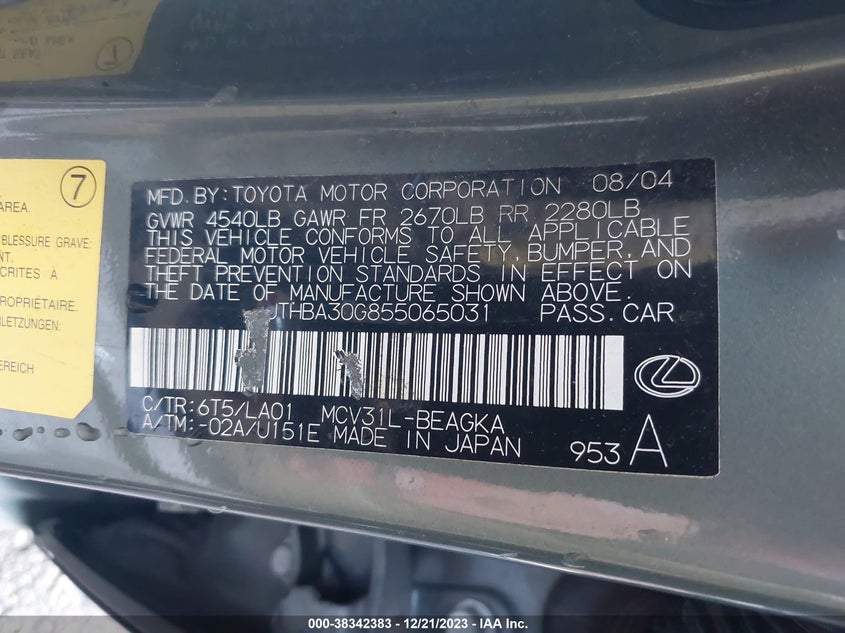 7
AREA.
BLESSURE GRAVE:
CRITES À
PROPRIÉTAIRE.
RLETZUNGEN:
BEREICH
MFD. BY: TOYOTA MOTOR CORPORATION 08/04
GVWR 4540LB GAWR FR 2670LB RR 2280LB
THIS VEHICLE CONFORMS TO ALL APPLICABLE
FEDERAL MOTOR VEHICLE SAFETY, BUMPER, AND
THEFT PREVENTION STANDARDS IN EFFECT ON
THE DATE OF MANUFACTURE SHOWN ABOVE.
JTHBA30G855065031 PASS. CAR
C/TR: 6T5/LA01 MCV31L-BEAGKA
A/TM: -02A/U151E MADE IN JAPAN
953 A
000-38342383 - 12/21/2023 - IAA Inc.